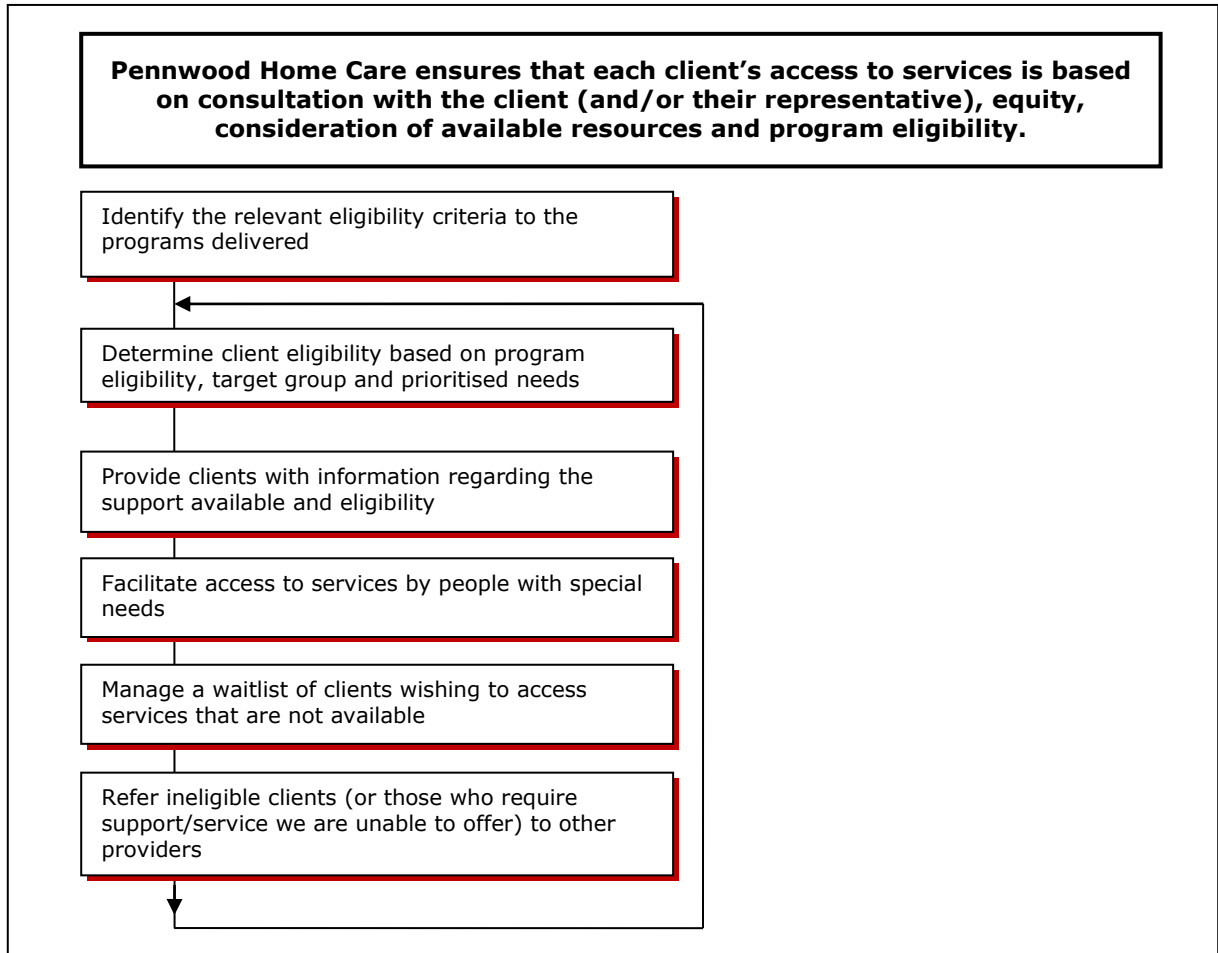 Pennwood Home Care ensures that each client’s access to services is based
on consultation with the client (and/or their representative), equity,
consideration of available resources and program eligibility.
Identify the relevant eligibility criteria to the
programs delivered
Determine client eligibility based on program
eligibility, target group and prioritised needs
Provide clients with information regarding the
support available and eligibility
Facilitate access to services by people with special
needs
Manage a waitlist of clients wishing to access
services that are not available
Refer ineligible clients (or those who require
support/service we are unable to offer) to other
providers